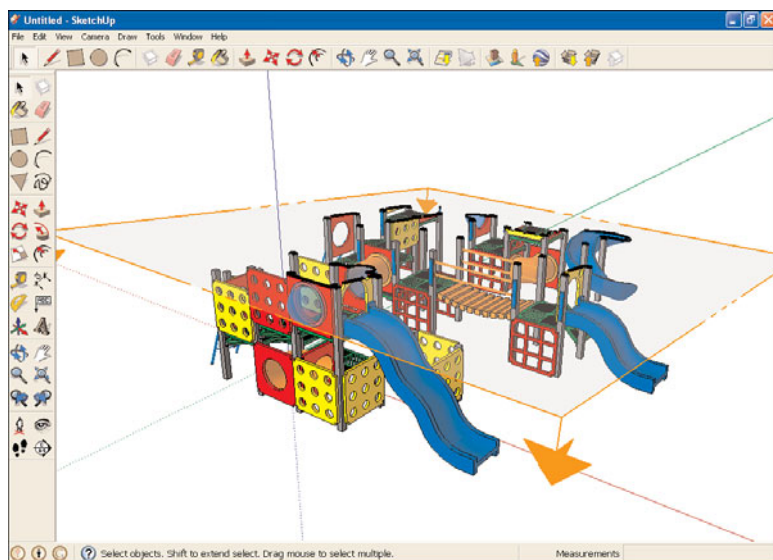 Untitled - SketchUp
File Edit View Camera Draw Tools Window Help
Select objects. Shift to extend select. Drag mouse to select multiple.
Measurements